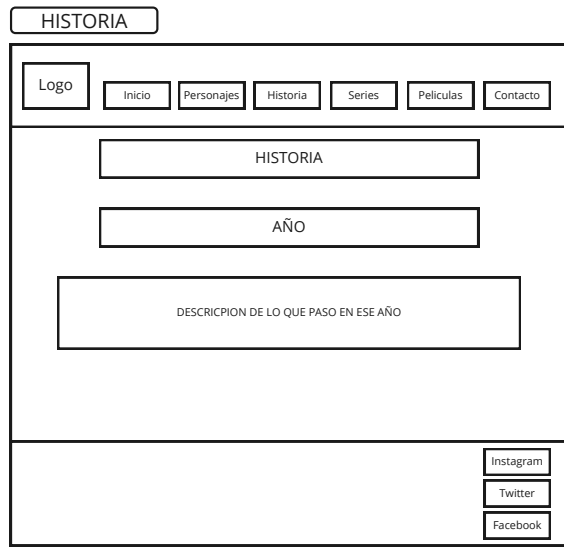 HISTORIA
Logo
Inicio
Personajes
Historia
Series
Peliculas
Contacto
HISTORIA
AÑO
DESCRICPION DE LO QUE PASO EN ESE AÑO
Instagram
Twitter
Facebook